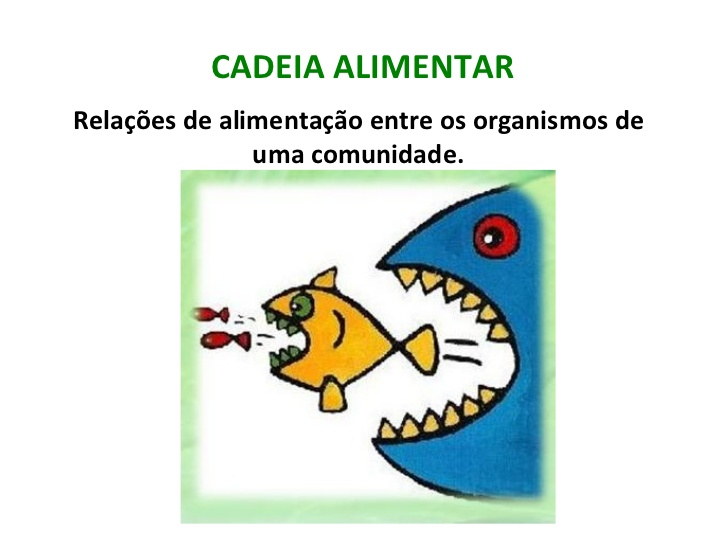 CADEIA ALIMENTAR
Relações de alimentação entre os organismos de
uma comunidade.